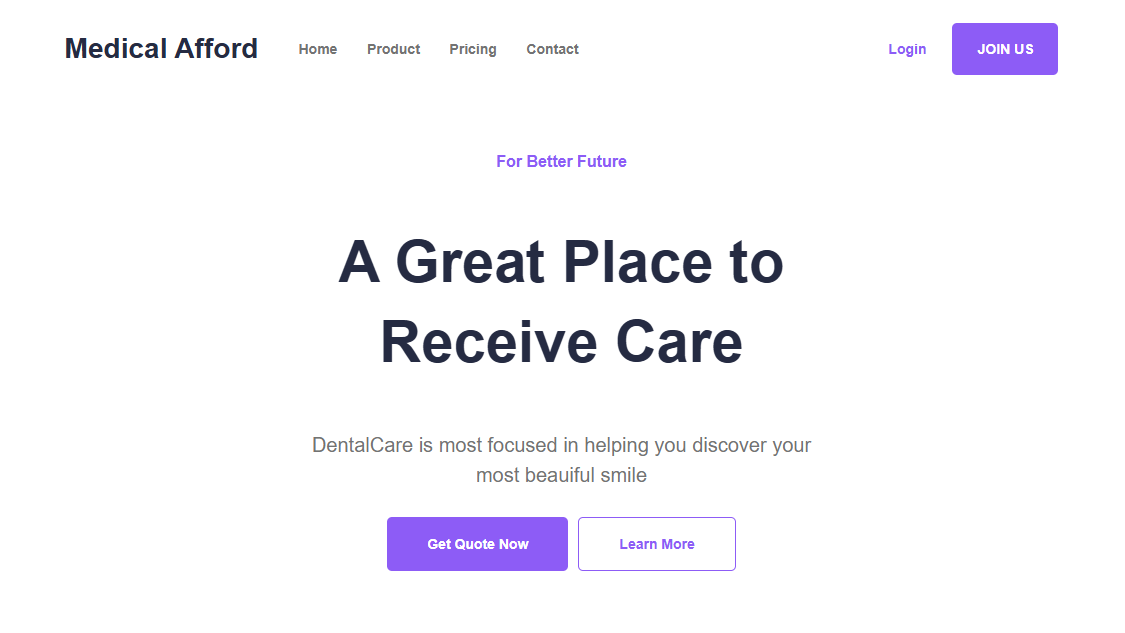 Medical Afford Home Product Pricing Contact Login JOIN US
For Better Future
A Great Place to
Receive Care
DentalCare is most focused in helping you discover your
most beauiful smile
Get Quote Now Learn More